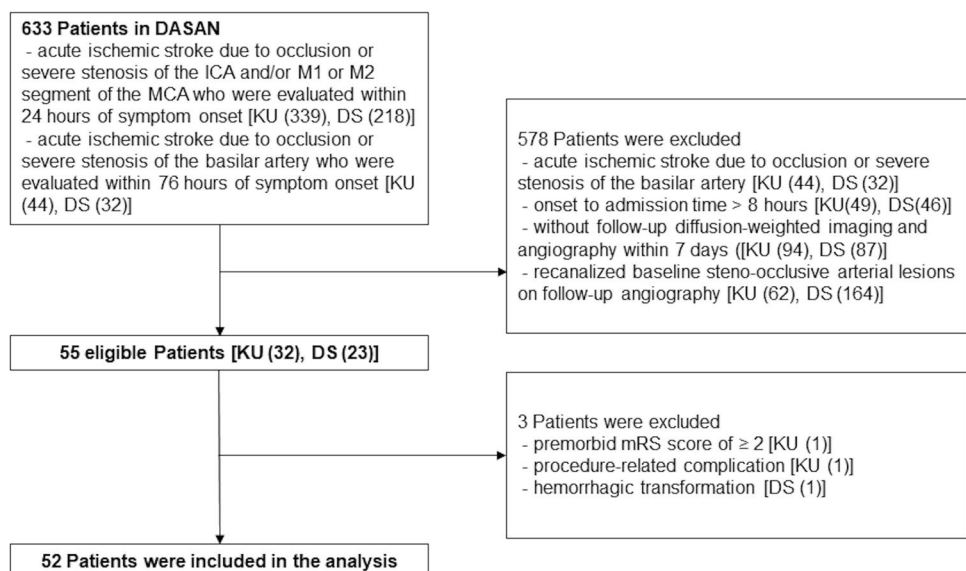 633 Patients in DASAN
- acute ischemic stroke due to occlusion or
severe stenosis of the ICA and/or M1 or M2
segment of the MCA who were evaluated within
24 hours of symptom onset [KU (339), DS (218)]
- acute ischemic stroke due to occlusion or
severe stenosis of the basilar artery who were
evaluated within 76 hours of symptom onset [KU
(44), DS (32)]
578 Patients were excluded
- acute ischemic stroke due to occlusion or severe
stenosis of the basilar artery [KU (44), DS (32)]
- onset to admission time > 8 hours [KU(49), DS(46]
- without follow-up diffusion-weighted imaging and
angiography within 7 days ([KU (94), DS (87)]
- recanalized baseline steno-occlusive arterial lesions
on follow-up angiography [KU (62), DS (164)]
55 eligible Patients [KU (32), DS (23)]
3 Patients were excluded
- premorbid mRS score of ≥ 2 [KU (1)]
- procedure-related complication [KU (1)]
- hemorrhagic transformation [DS (1)]
52 Patients were included in the analysis